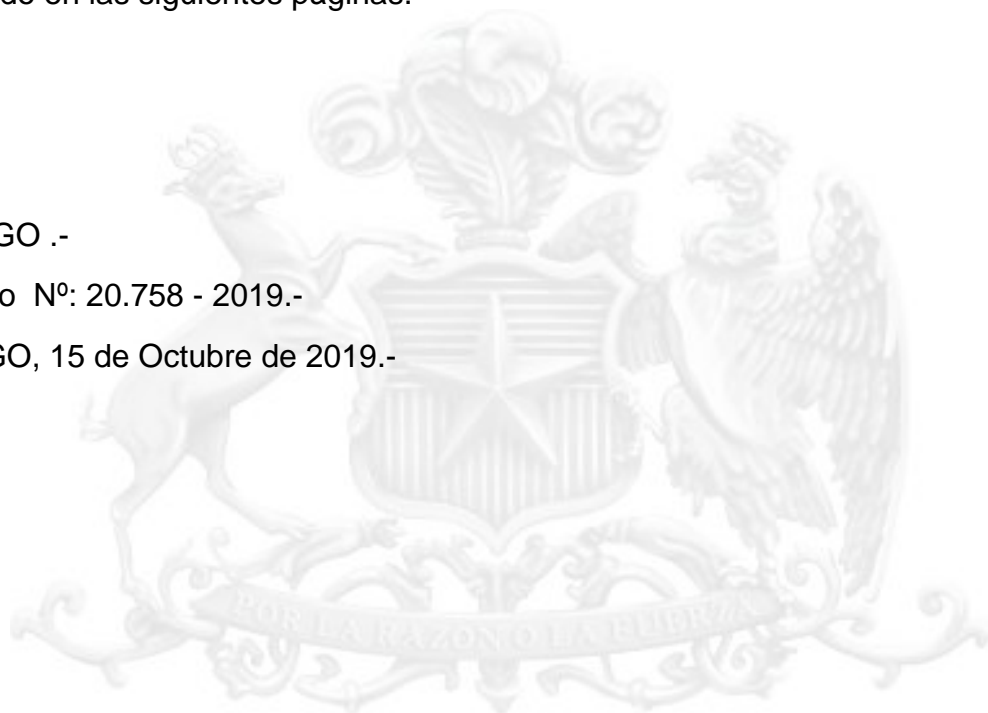 do en las siguientes páginas.
GO .-
o Nº: 20.758 - 2019.-
GO, 15 de Octubre de 2019.-
POR LA RAZON O LA FUERZA